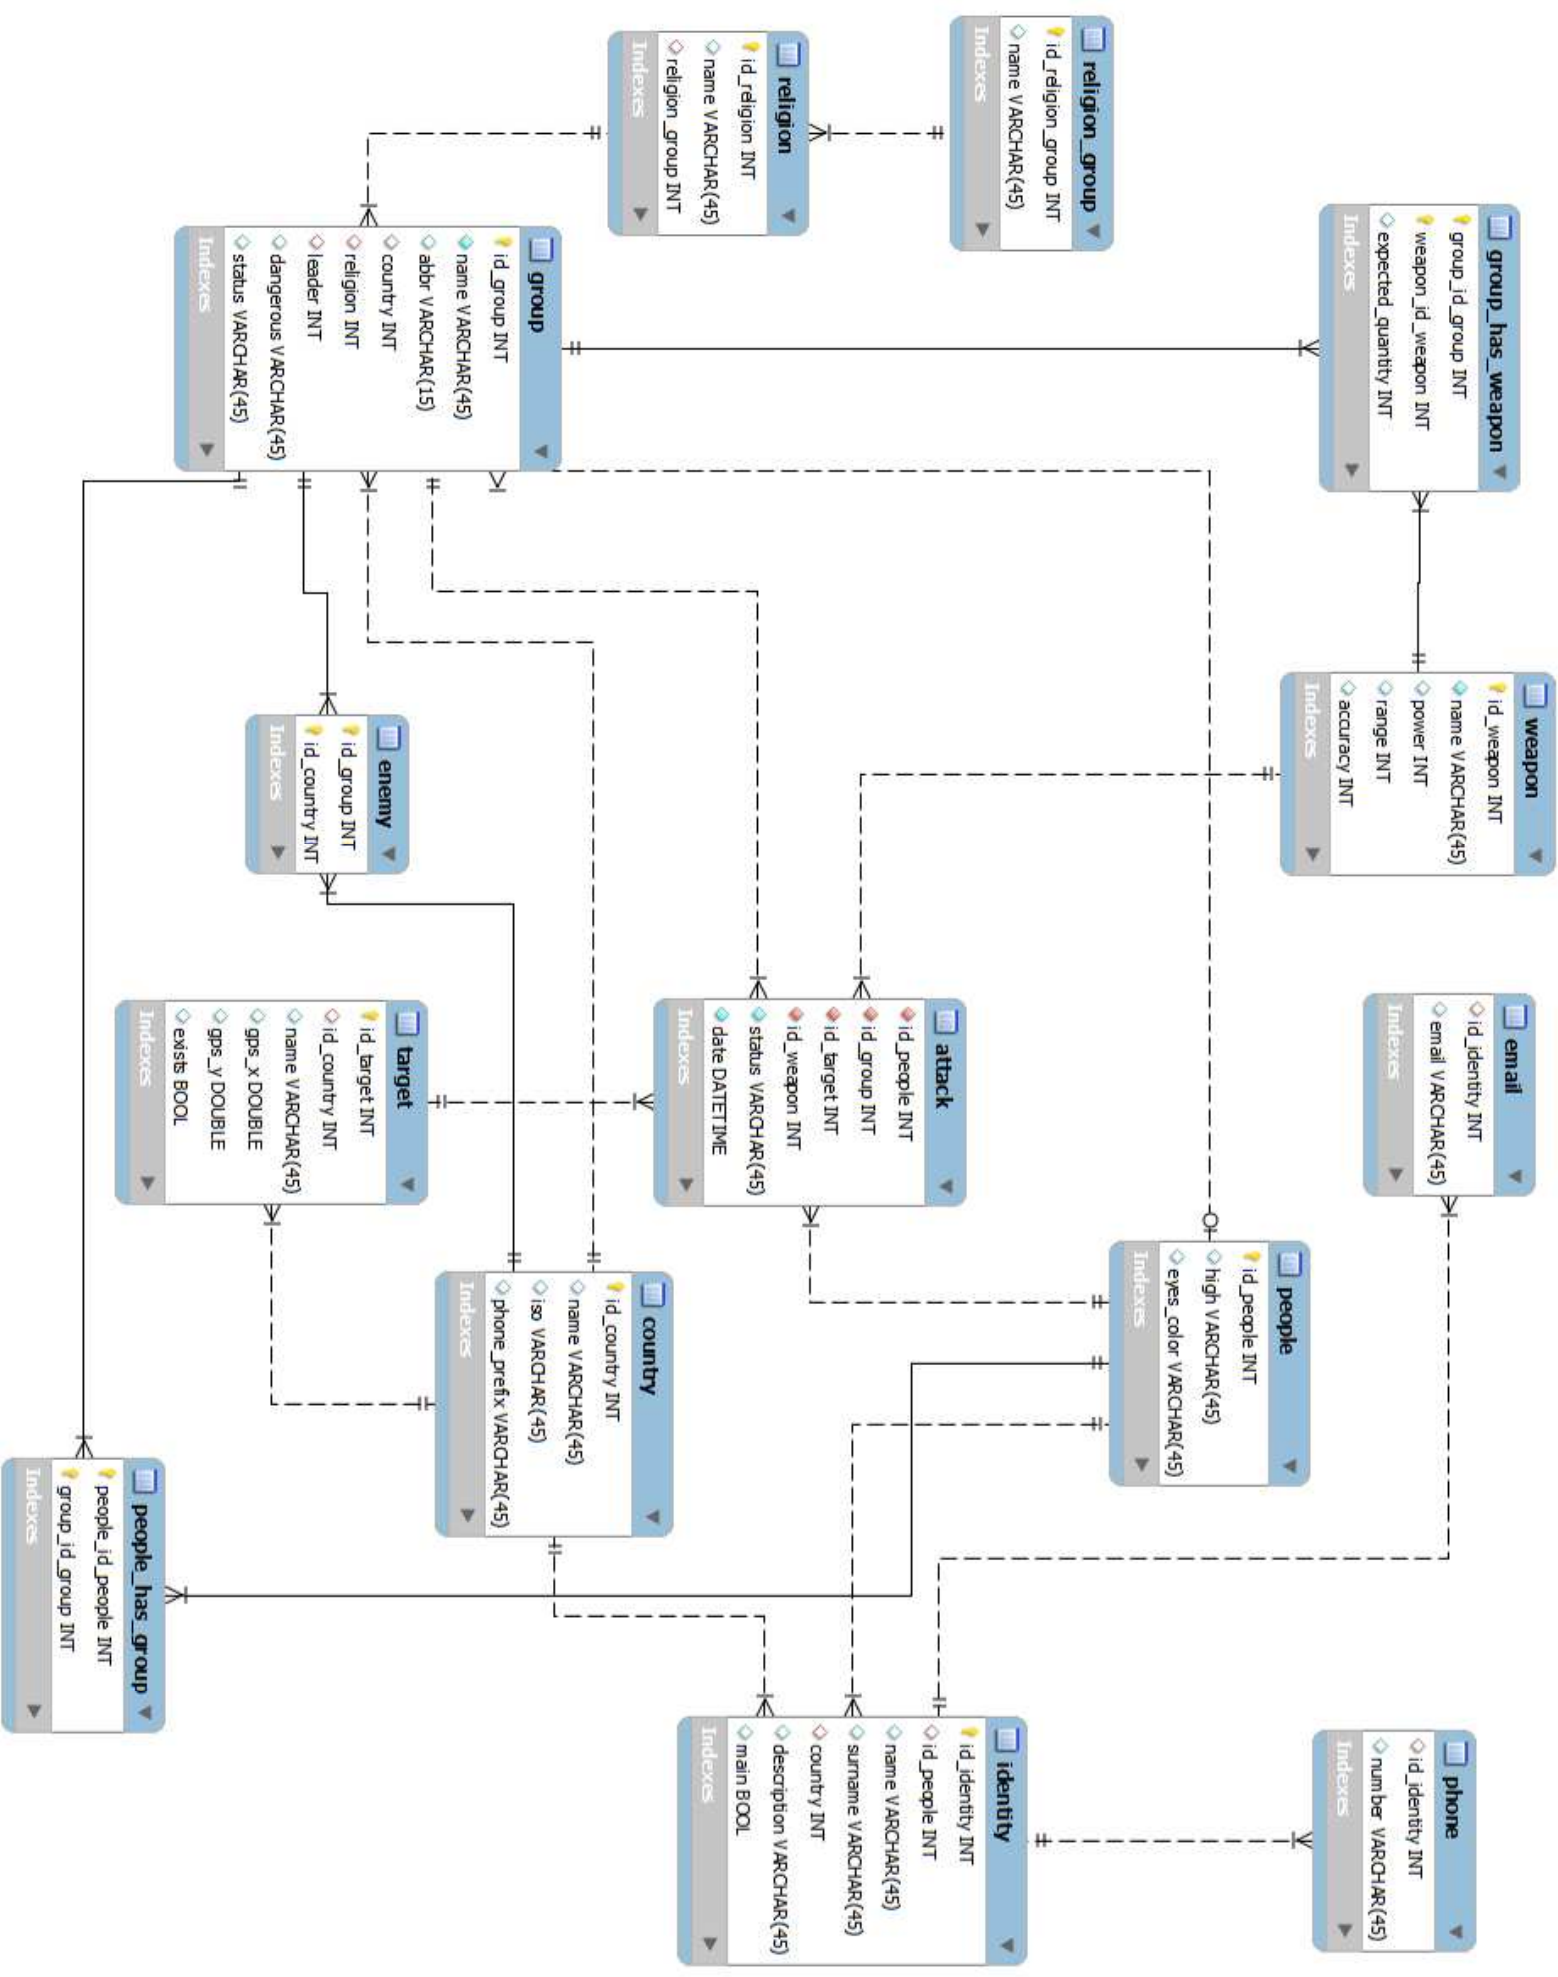 religion_group
id_religion_group INT
name VARCHAR(45)
Indexes
religion
id_religion INT
name VARCHAR(45)
religion_group INT
Indexes
group_has_weapon
group_id_group INT
weapon_id_weapon INT
expected_quantity INT
Indexes
group
id_group INT
name VARCHAR(45)
abbr VARCHAR(15)
country INT
religion INT
leader INT
dangerous VARCHAR(45)
status VARCHAR(45)
Indexes
weapon
id_weapon INT
name VARCHAR(45)
power INT
range INT
accuracy INT
Indexes
enemy
id_group INT
id_country INT
Indexes
email
id_identity INT
email VARCHAR(45)
Indexes
attack
id_people INT
id_group INT
id_target INT
id_weapon INT
status VARCHAR(45)
date DATETIME
Indexes
target
id_target INT
id_country INT
name VARCHAR(45)
gps_x DOUBLE
gps_y DOUBLE
exists BOOL
Indexes
people
id_people INT
high VARCHAR(45)
eyes_color VARCHAR(45)
Indexes
country
id_country INT
name VARCHAR(45)
iso VARCHAR(45)
phone_prefix VARCHAR(45)
Indexes
people_has_group
people_id_people INT
group_id_group INT
Indexes
phone
id_identity INT
number VARCHAR(45)
Indexes
identity
id_identity INT
id_people INT
name VARCHAR(45)
surname VARCHAR(45)
country INT
description VARCHAR(45)
main BOOL
Indexes